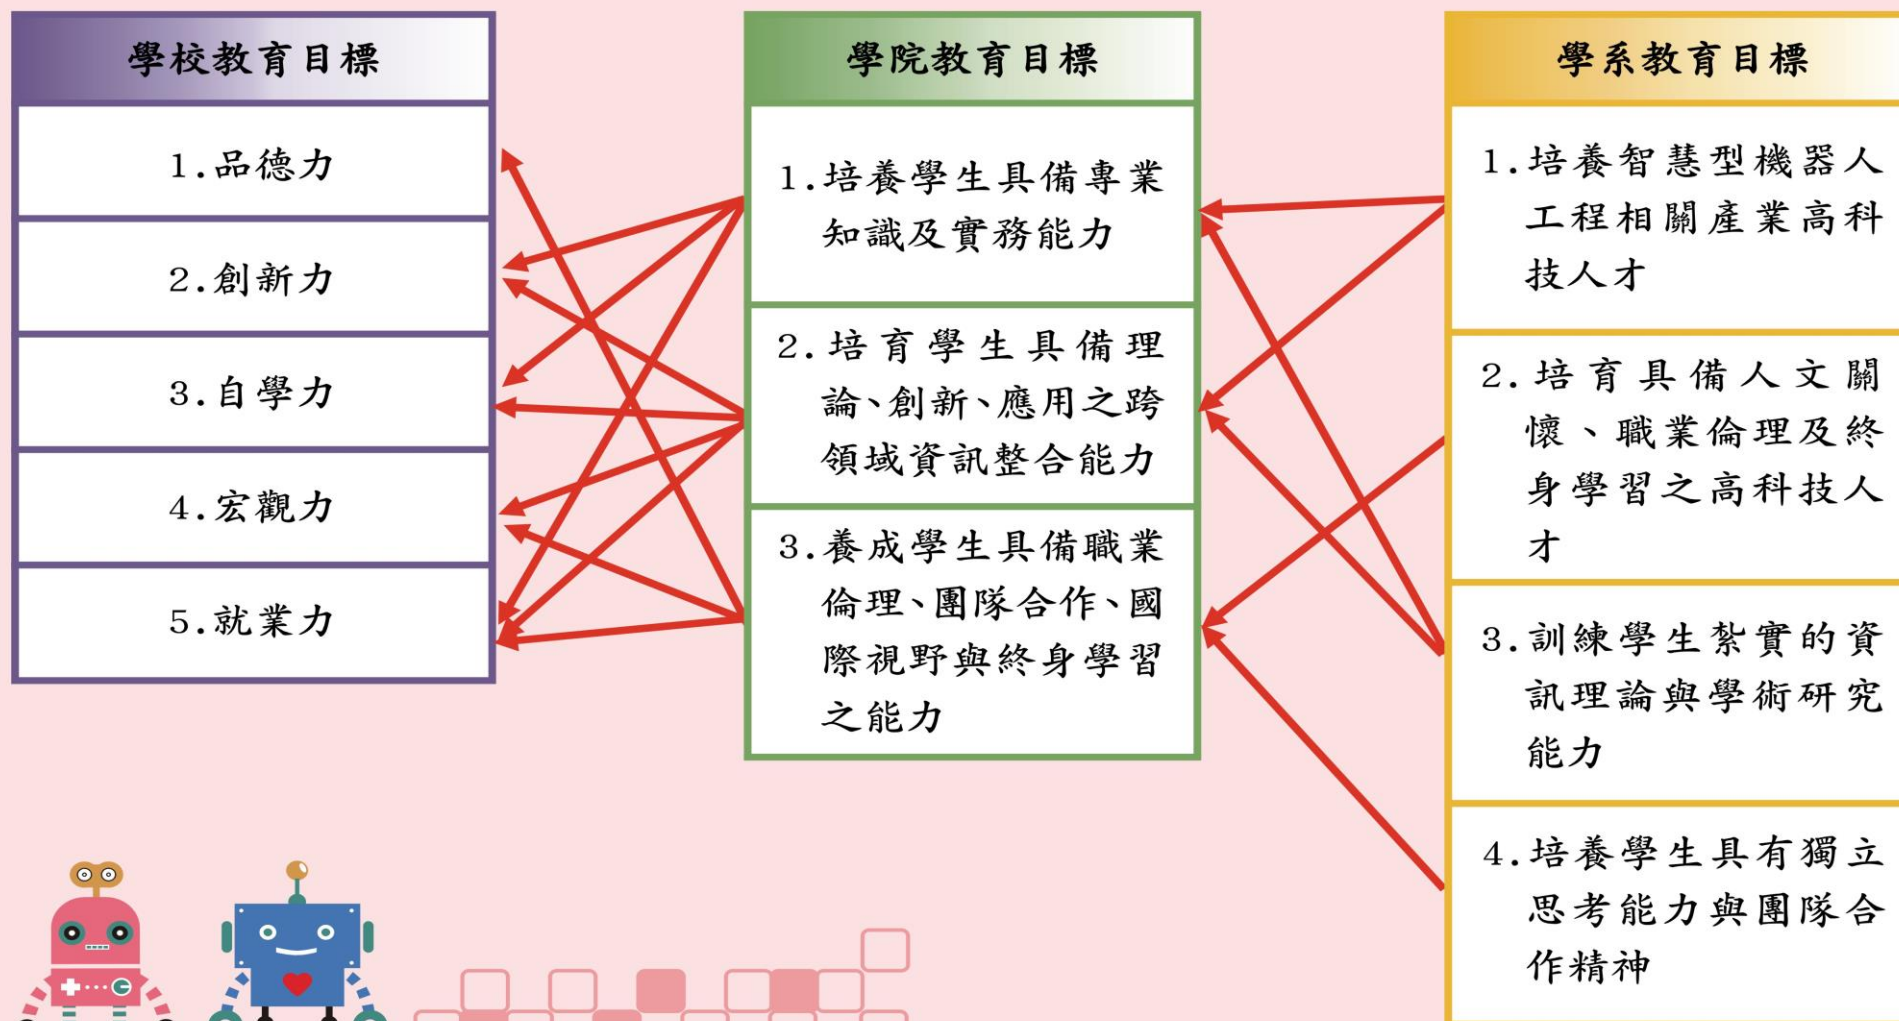 學校教育目標
1.品德力
2.創新力
3.自學力
4.宏觀力
5.就業力
學院教育目標
1.培養學生具備專業
知識及實務能力
2.培育學生具備理
論、創新、應用之跨
領域資訊整合能力
3.養成學生具備職業
倫理、團隊合作、國
際視野與終身學習
之能力
學系教育目標
1.培養智慧型機器人
工程相關產業高科
技人才
2.培育具備人文關
懷、職業倫理及終
身學習之高科技人
才
3.訓練學生紮實的資
訊理論與學術研究
能力
4.培養學生具有獨立
思考能力與團隊合
作精神